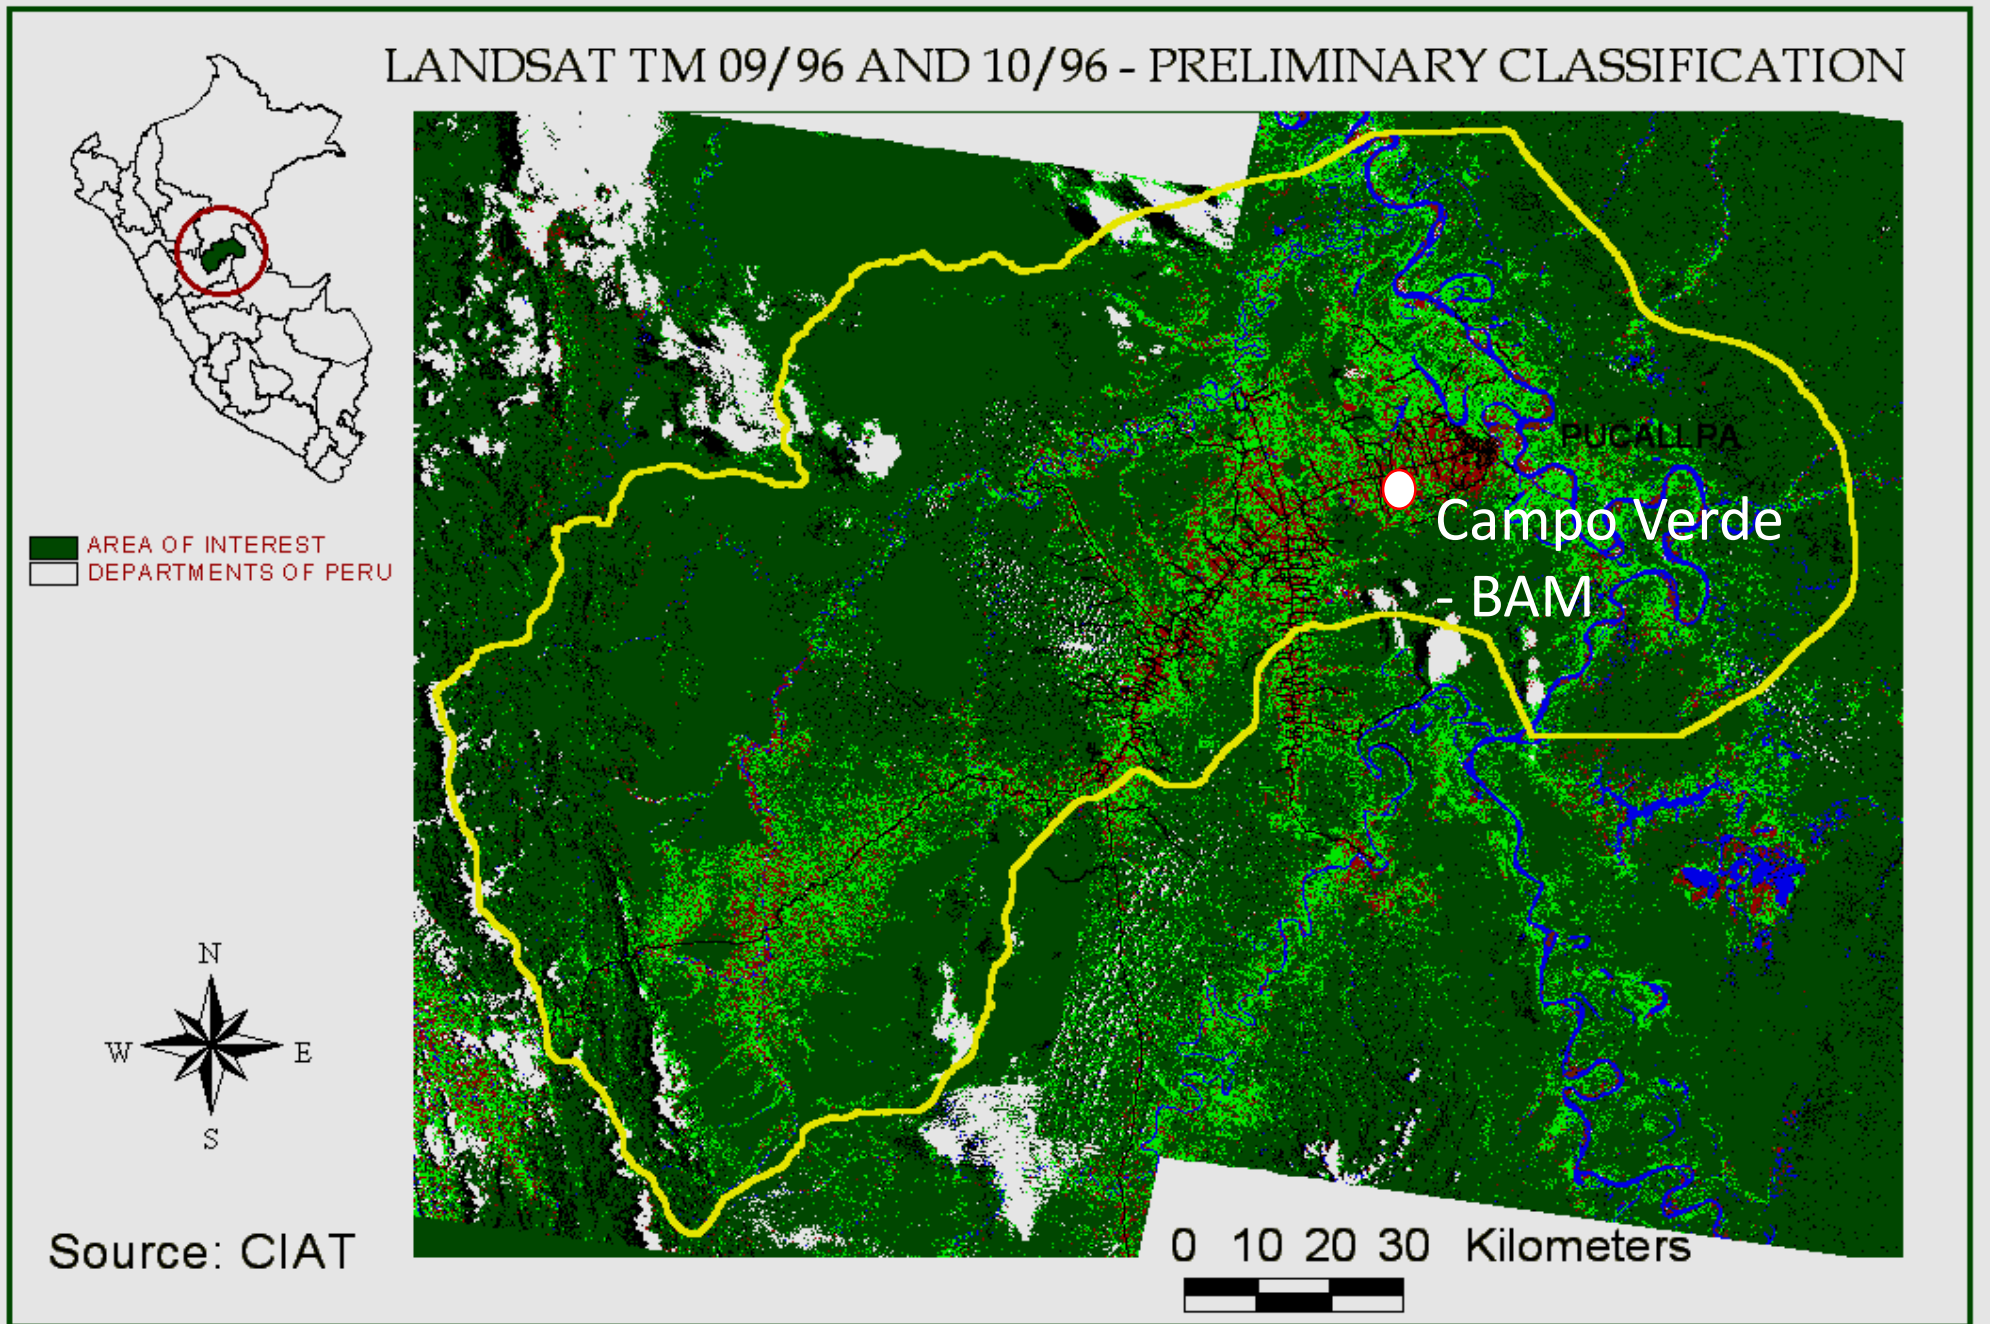 LANDSAT TM 09/96 AND 10/96 - PRELIMINARY CLASSIFICATION
AREA OF INTEREST
DEPARTMENTS OF PERU
PUCALLPA
Campo Verde
- BAM
N
W E
S
Source: CIAT
0 10 20 30 Kilometers